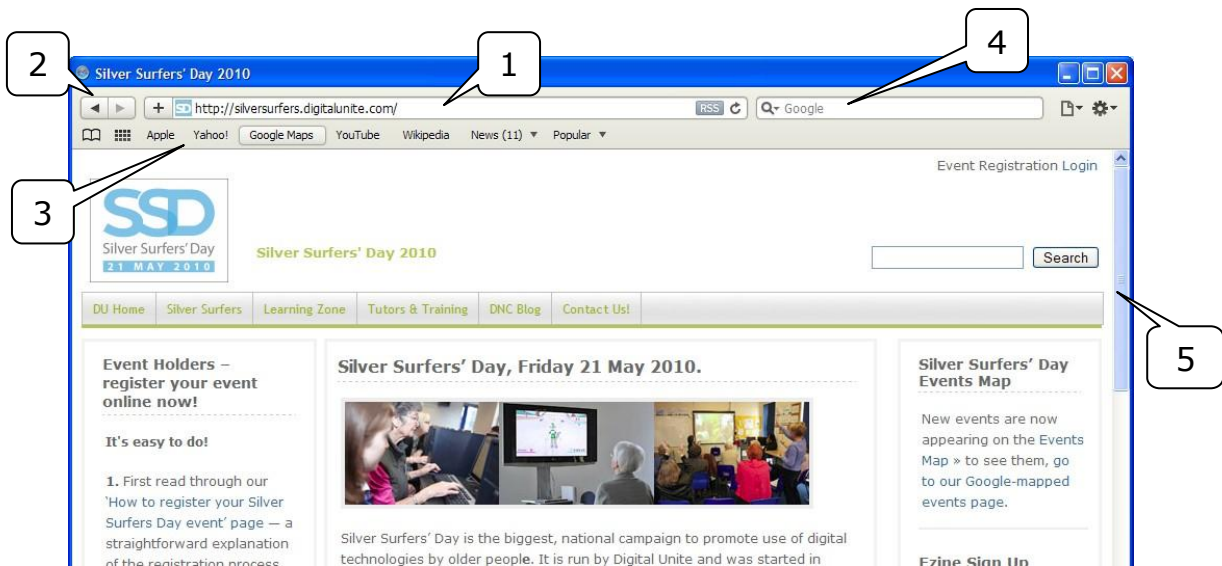 4
2
1
Silver Surfers' Day 2010
http://silversurfers.digitalunite.com/
RSS
Google
Apple Yahoo! Google Maps YouTube Wikipedia News (11) Popular
Event Registration Login
3
SSD
Silver Surfers' Day
21 MAY 2010
Silver Surfers' Day 2010
Search
DU Home Silver Surfers Learning Zone Tutors & Training DNC Blog Contact Us!
5
Event Holders –
register your event
online now!
It's easy to do!
1. First read through our
‘How to register your Silver
Surfers Day event’ page — a
straightforward explanation
of the registration process
Silver Surfers’ Day, Friday 21 May 2010.
Silver Surfers’ Day is the biggest, national campaign to promote use of digital
technologies by older people. It is run by Digital Unite and was started in
Silver Surfers’ Day
Events Map
New events are now
appearing on the Events
Map » to see them, go
to our Google-mapped
events page.
Ezine Sign Up